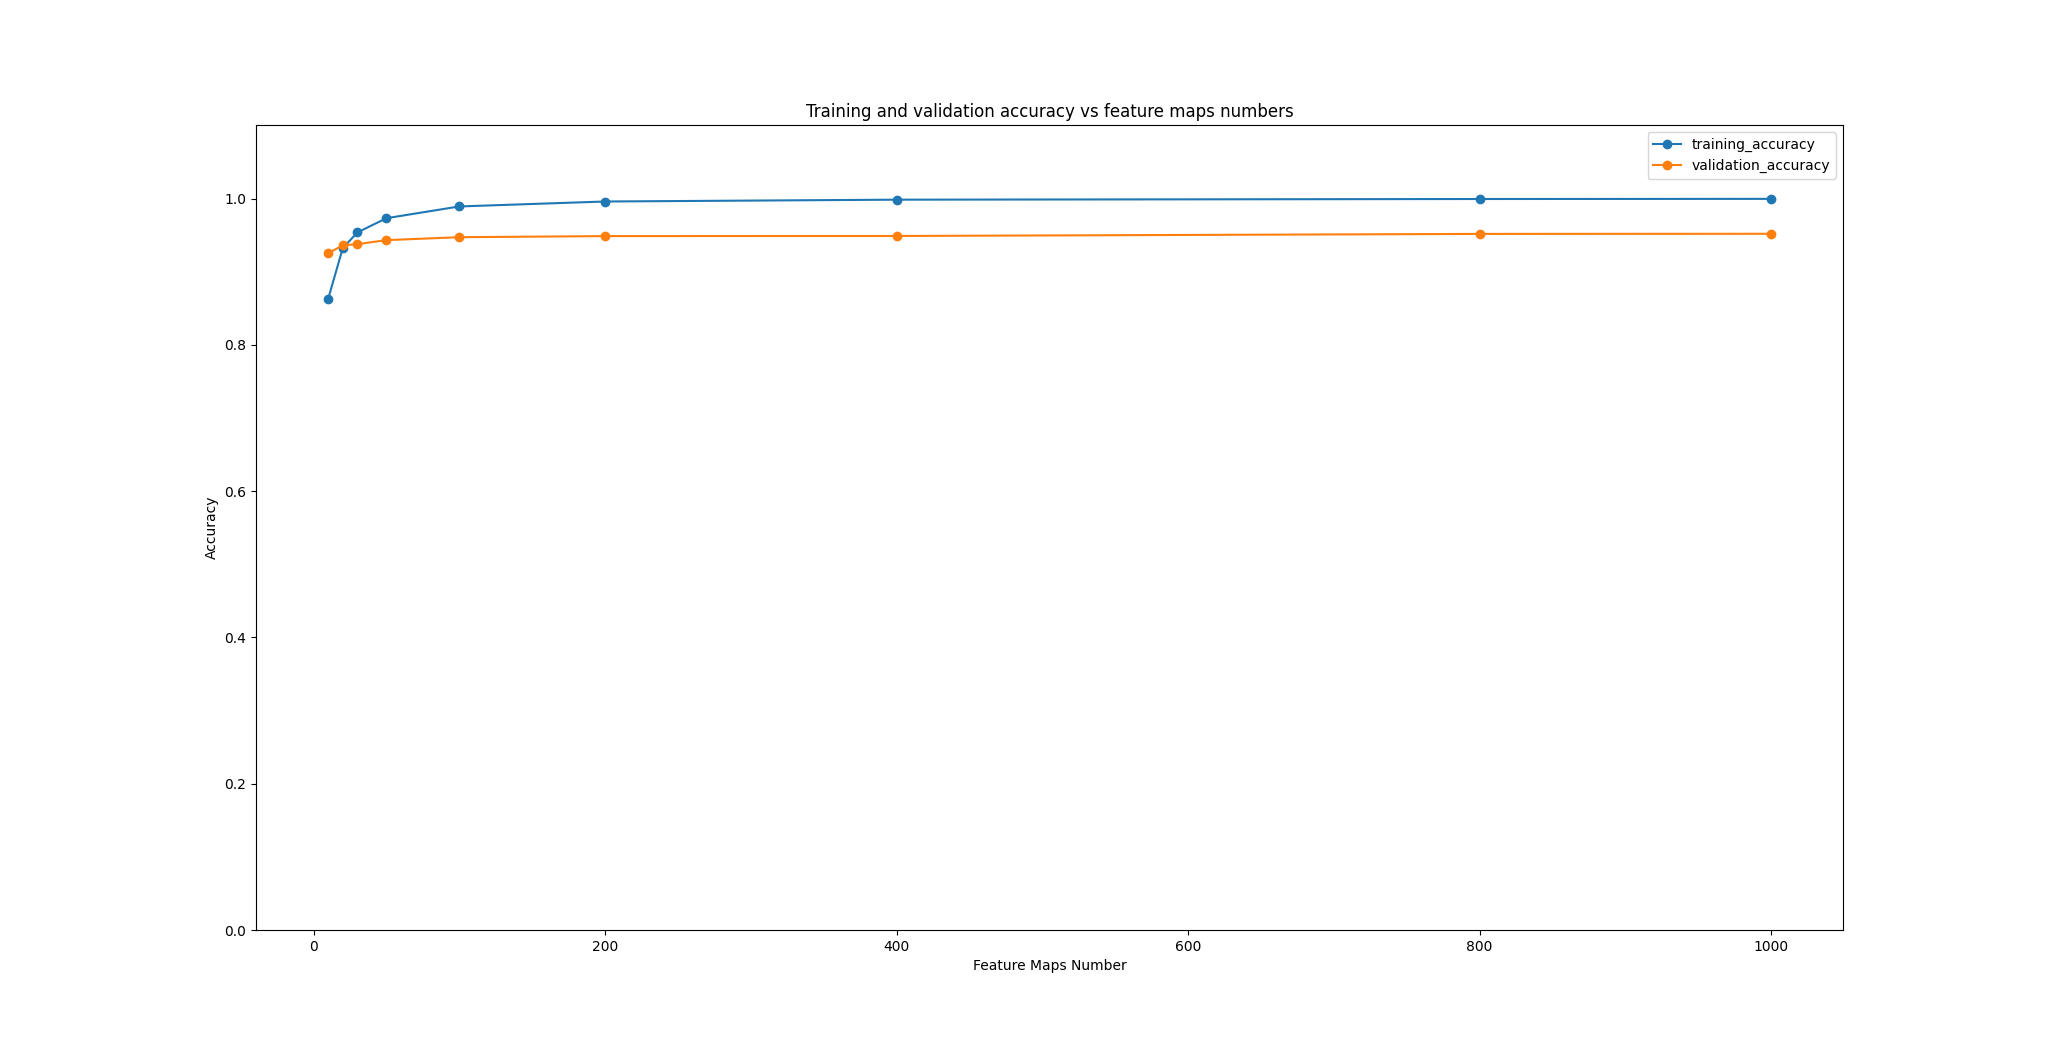 Training and validation accuracy vs feature maps numbers
training_accuracy
validation_accuracy
1.0
0.8
0.6
0.4
0.2
0.0
Accuracy
0 200 400 600 800 1000
Feature Maps Number